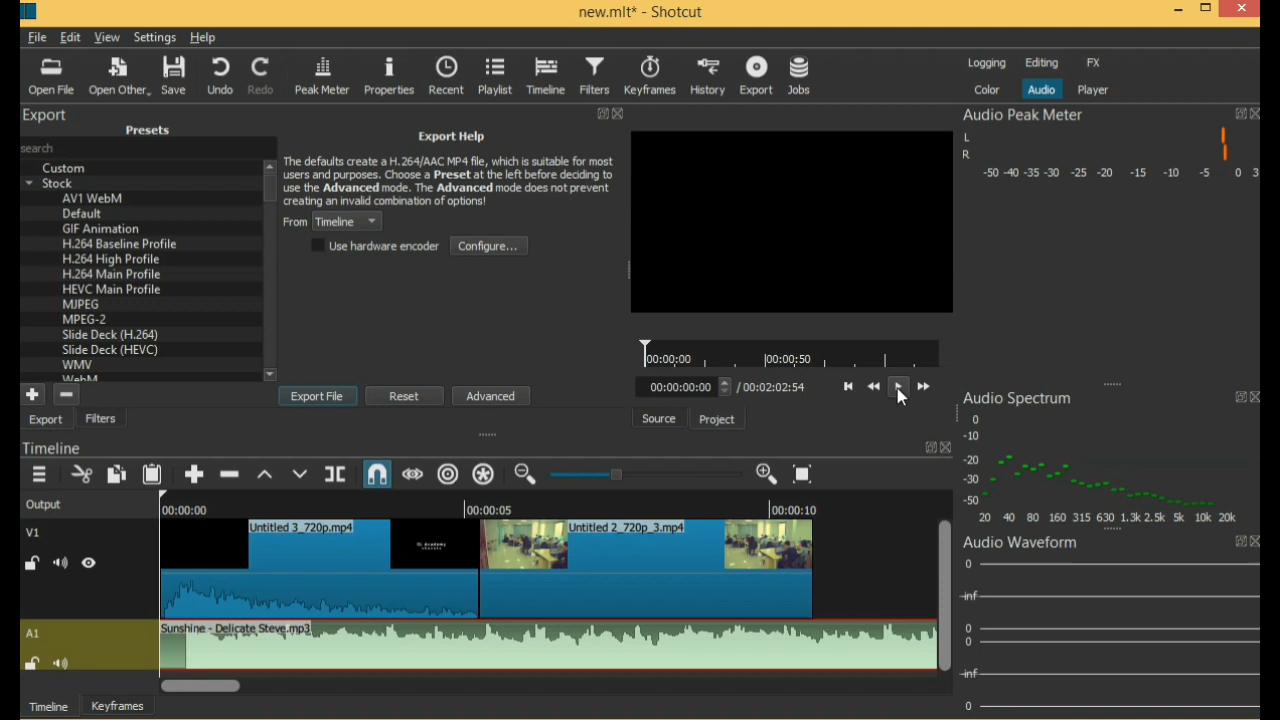 new.mlt* - Shotcut
File Edit View Settings Help
Open File Open Other... Save Undo Redo Peak Meter Properties Recent Playlist Timeline Filters Keyframes History Export Jobs
Logging Editing FX
Color Audio Player
Export
Presets
search
Custom
Stock
AV1 WebM
Default
GIF Animation
H.264 Baseline Profile
H.264 High Profile
H.264 Main Profile
HEVC Main Profile
MJPEG
MPEG-2
Slide Deck (H.264)
Slide Deck (HEVC)
WMV
WebM
Export Help
The defaults create a H.264/AAC MP4 file, which is suitable for most
users and purposes. Choose a Preset at the left before deciding to
use the Advanced mode. The Advanced mode does not prevent
creating an invalid combination of options!
From Timeline
Use hardware encoder Configure...
Export File Reset Advanced
Export Filters
00:00:00 00:00:50
00:00:00:00 / 00:02:02:54
Source Project
Audio Peak Meter
L
R
-50 -40 -35 -30 -25 -20 -15 -10 -5 0 3
Audio Spectrum
0
-10
-20
-30
-50
20 40 80 160 315 630 1.3k 2.5k 5k 10k 20k
Audio Waveform
0
-inf
0
0
-inf
0
Timeline
Output
00:00:00 00:00:05 00:00:10
V1
Untitled 3_720p.mp4 Untitled 2_720p_3.mp4
A1
Sunshine - Delicate Steve.mp3
Timeline Keyframes